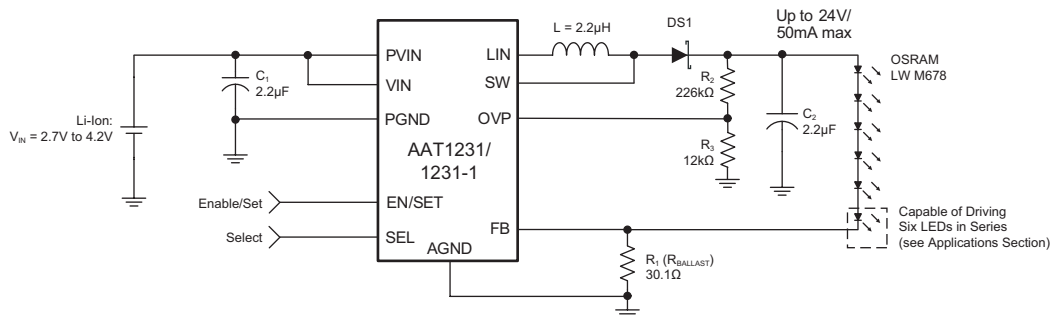 L = 2.2µH
DS1
Up to 24V/
50mA max
OSRAM
LW M678
PVIN
VIN
PGND
EN/SET
SEL
AGND
LIN
SW
OVP
FB
AAT1231/
1231-1
C₁
2.2µF
Li-Ion:
V_IN = 2.7V to 4.2V
Enable/Set
Select
R₂
226kΩ
R₃
12kΩ
C₂
2.2µF
R₁ (R_BALLAST)
30.1Ω
Capable of Driving
Six LEDs in Series
(see Applications Section)